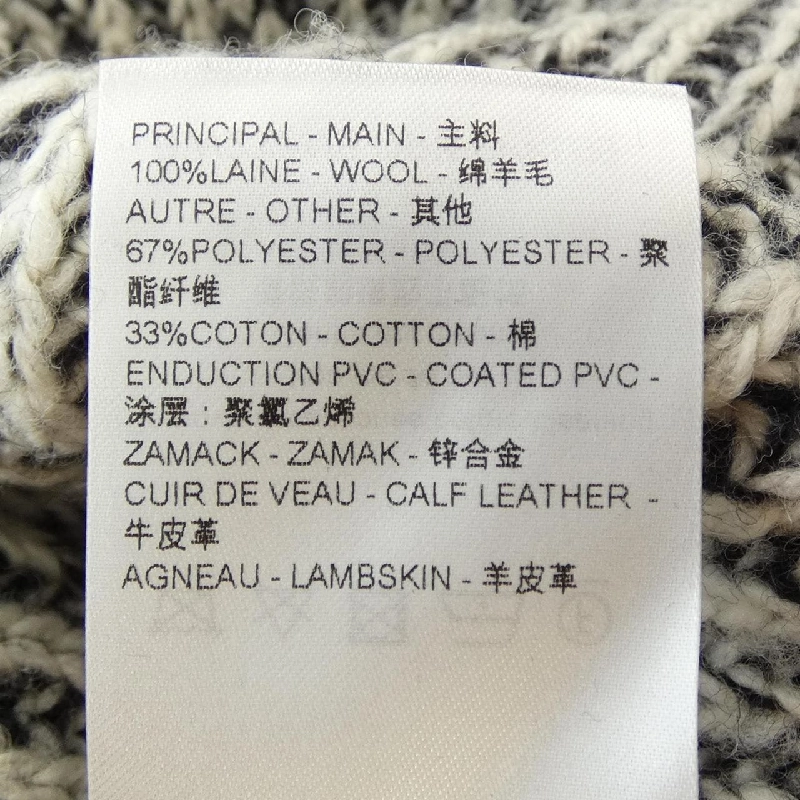 PRINCIPAL - MAIN - 主料
100%LAINE - WOOL - 绵羊毛
AUTRE - OTHER - 其他
67%POLYESTER - POLYESTER - 聚
酯纤维
33%COTON - COTTON - 棉
ENDUCTION PVC - COATED PVC -
涂层：聚氯乙烯
ZAMACK - ZAMAK - 锌合金
CUIR DE VEAU - CALF LEATHER -
牛皮革
AGNEAU - LAMBSKIN - 羊皮革